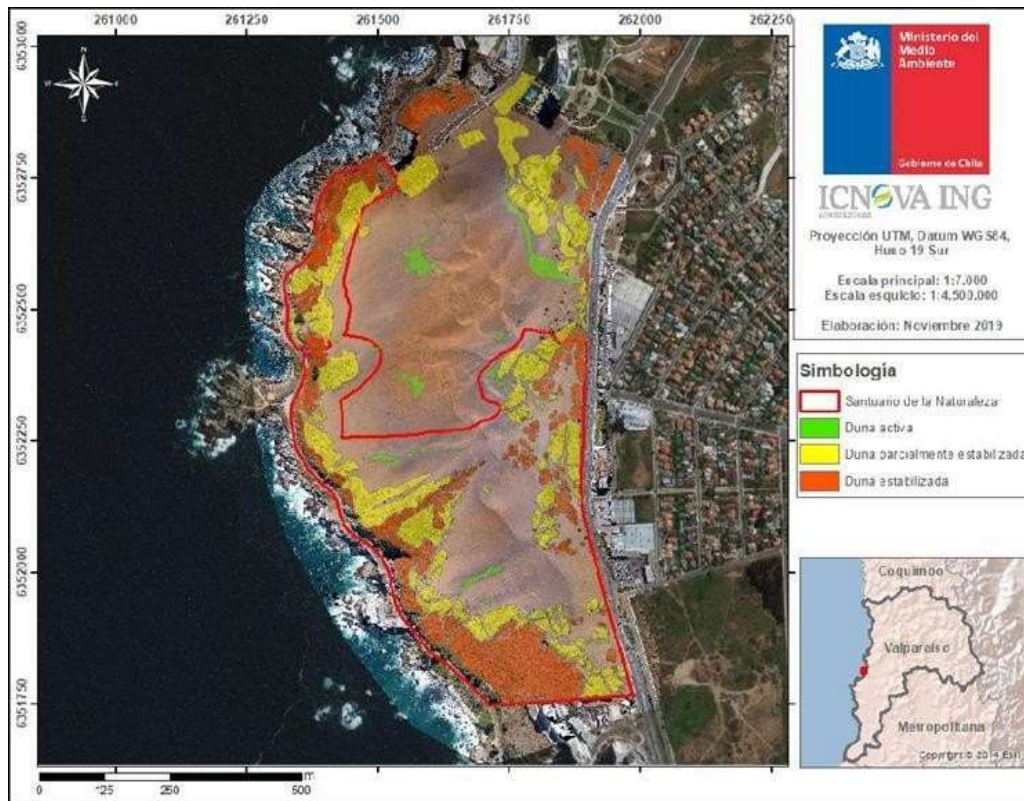 261000 261250 261500 261750 262000 262250
6353000
6352750
6352500
6352250
6352000
6351750
N
W
E
S
0 125 250 500
m
Ministerio del
Medio
Ambiente
Gobierno de Chile
ICNOVA ING
Proyección UTM, Datum WGS84,
Huso 19 Sur
Escala principal: 1:7.000
Escala esquicio: 1:4.500.000
Elaboración: Noviembre 2019
Simbología
Santuario de la Naturaleza
Duna activa
Duna parcialmente estabilizada
Duna estabilizada
Coquimbo
Valparaíso
Metropolitana
Copyright © 2014 Esri